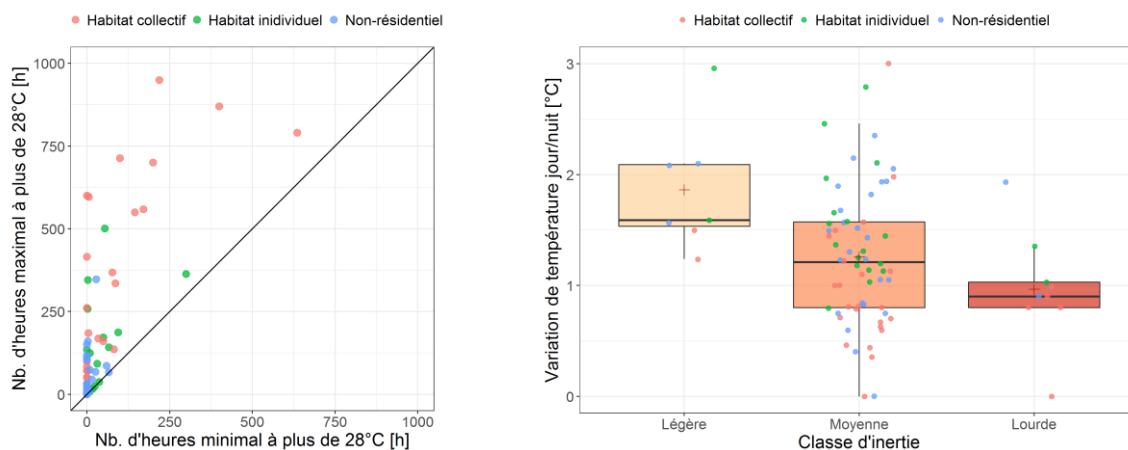 Habitat collectif Habitat inidividuel Non-résidentiel
Nb. d'heures maximal à plus de 28°C [h]
1000
750
500
250
0
0 250 500 750 1000
Nb. d'heures minimal à plus de 28°C [h]
Habitat collectif Habitat inidividuel Non-résidentiel
Variation de température jour/nuit [°C]
3
2
1
0
Légère Moyenne Lourde
Classe d'inertie